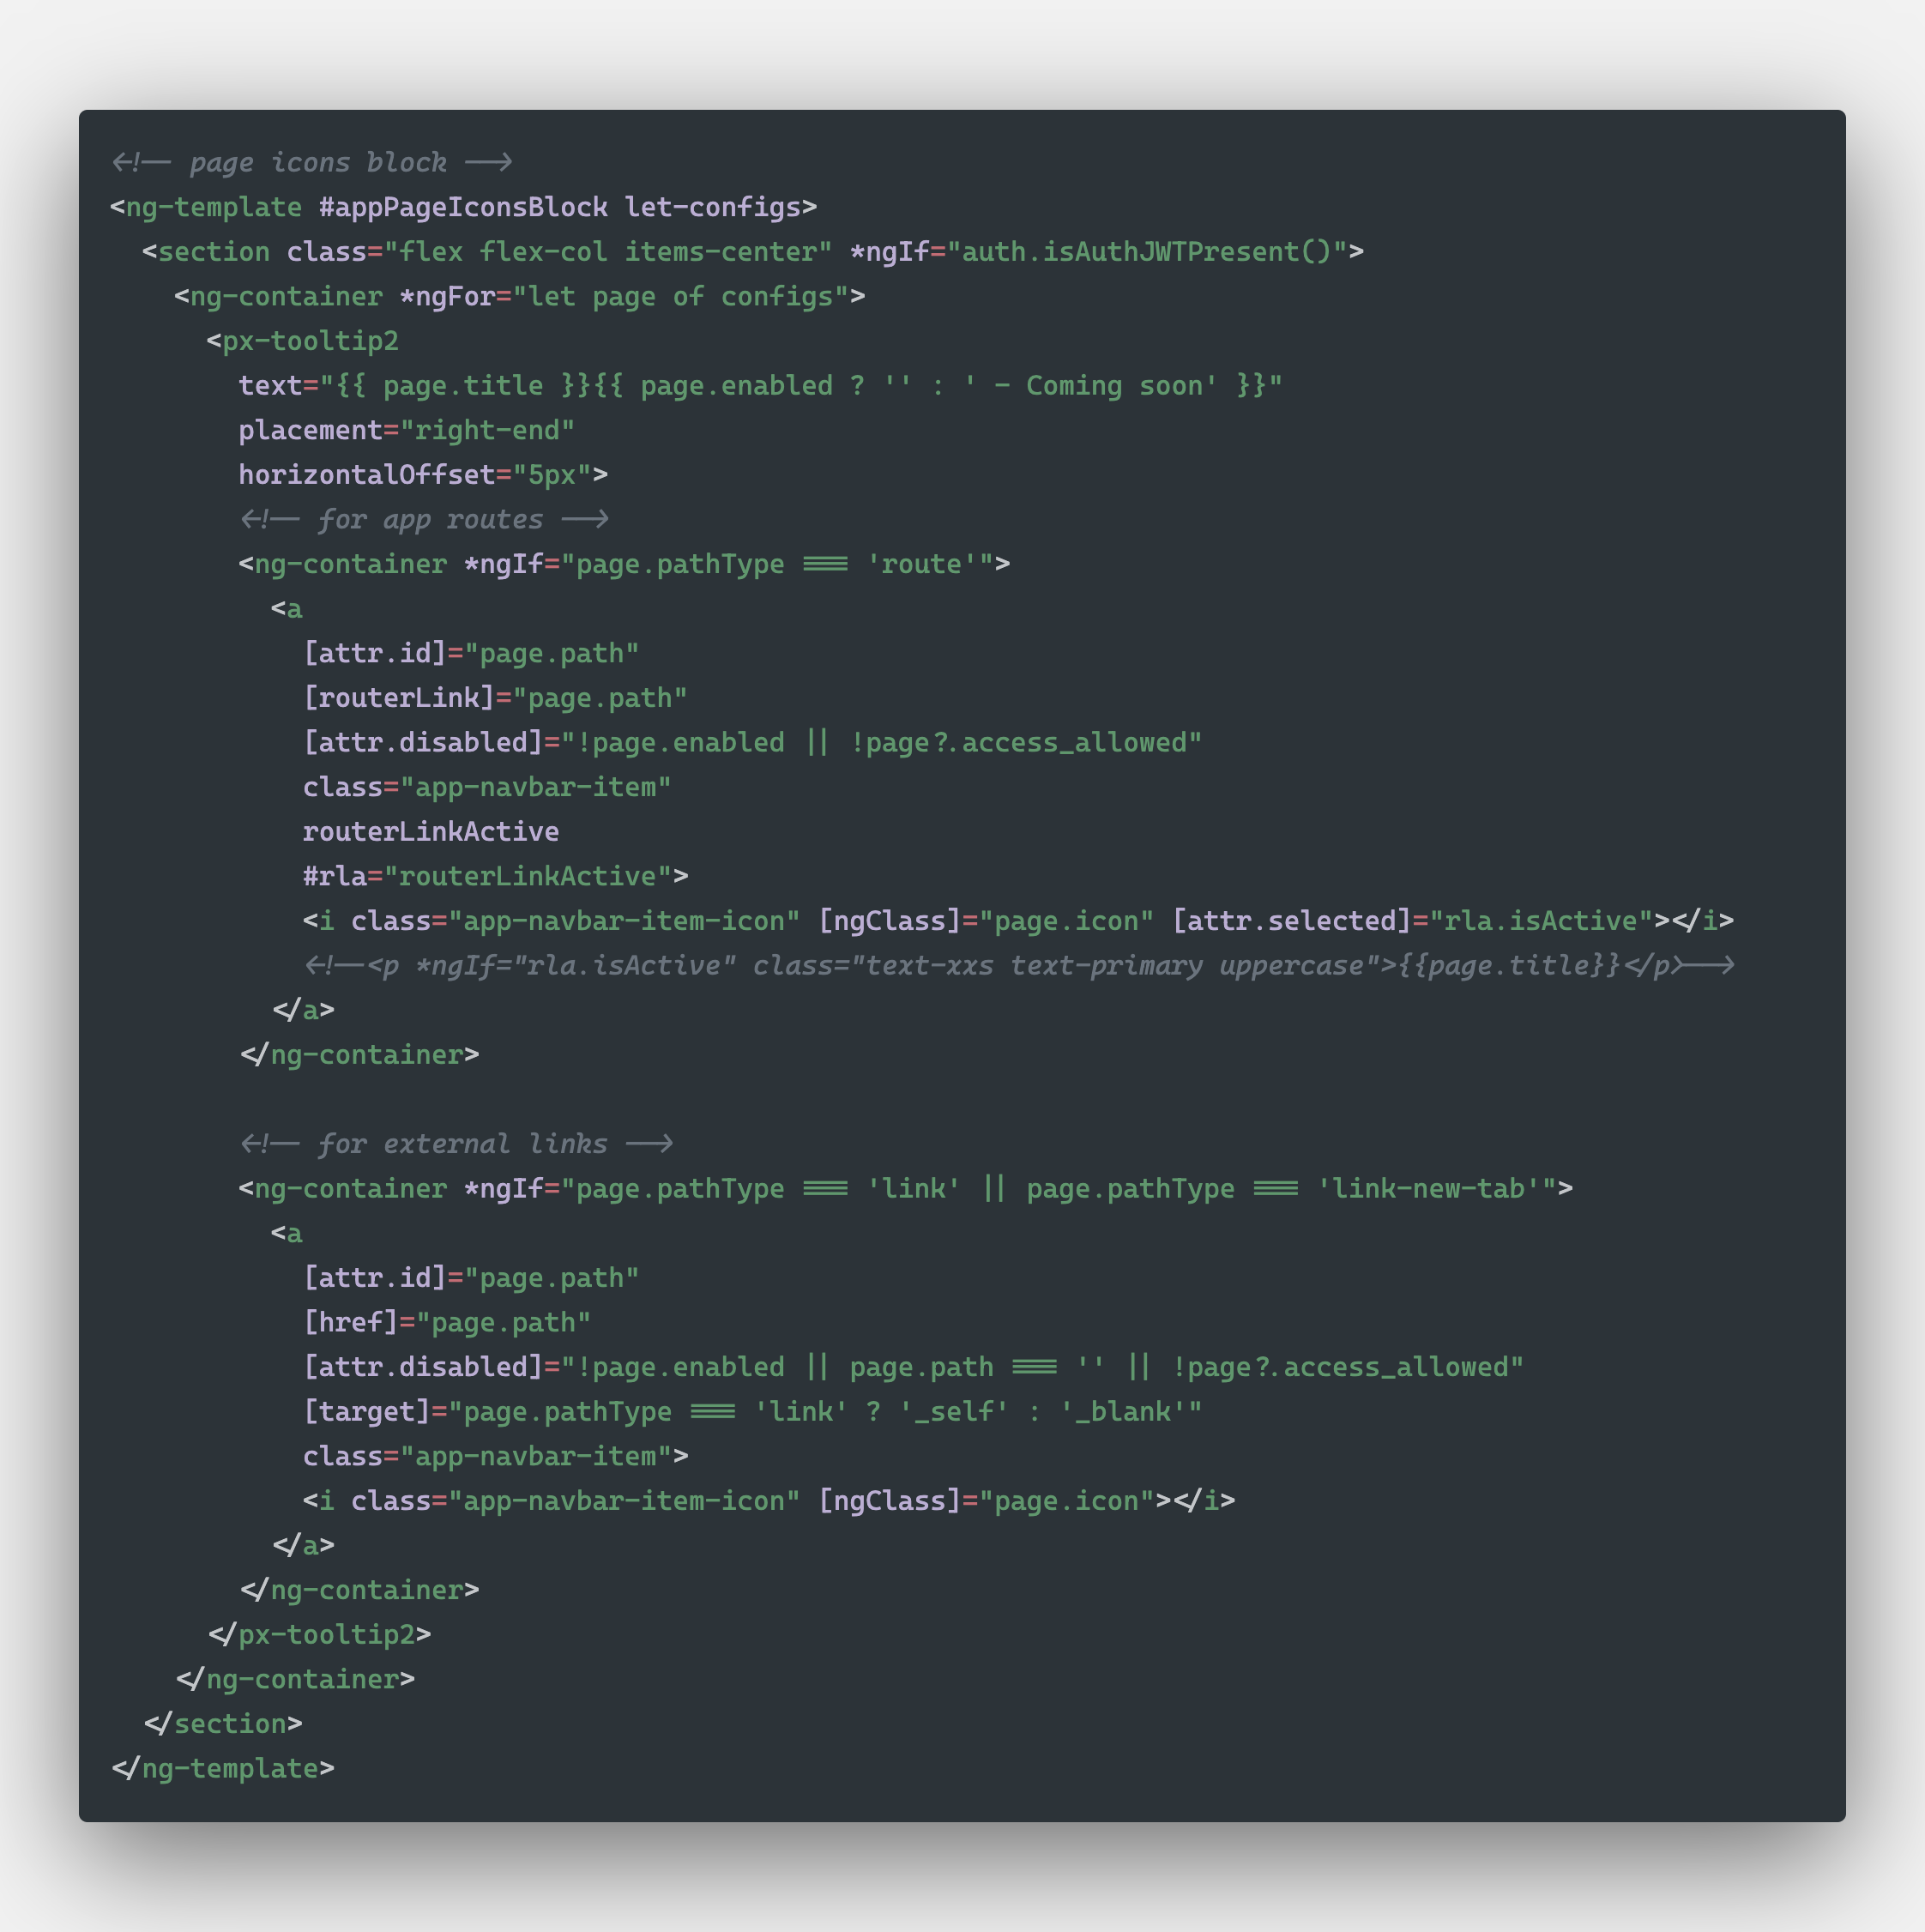 <!-- page icons block -->
<ng-template #appPageIconsBlock let-configs>
  <section class="flex flex-col items-center" *ngIf="auth.isAuthJWTPresent()">
    <ng-container *ngFor="let page of configs">
      <px-tooltip2
        text="{{ page.title }}{{ page.enabled ? '' : ' - Coming soon' }}"
        placement="right-end"
        horizontalOffset="5px">
        <!-- for app routes -->
        <ng-container *ngIf="page.pathType === 'route'">
          <a
            [attr.id]="page.path"
            [routerLink]="page.path"
            [attr.disabled]="!page.enabled || !page?.access_allowed"
            class="app-navbar-item"
            routerLinkActive
            #rla="routerLinkActive">
            <i class="app-navbar-item-icon" [ngClass]="page.icon" [attr.selected]="rla.isActive"></i>
            <!--<p *ngIf="rla.isActive" class="text-xxs text-primary uppercase">{{page.title}}</p>-->
          </a>
        </ng-container>

        <!-- for external links -->
        <ng-container *ngIf="page.pathType === 'link' || page.pathType === 'link-new-tab'">
          <a
            [attr.id]="page.path"
            [href]="page.path"
            [attr.disabled]="!page.enabled || page.path === '' || !page?.access_allowed"
            [target]="page.pathType === 'link' ? '_self' : '_blank'"
            class="app-navbar-item">
            <i class="app-navbar-item-icon" [ngClass]="page.icon"></i>
          </a>
        </ng-container>
      </px-tooltip2>
    </ng-container>
  </section>
</ng-template>